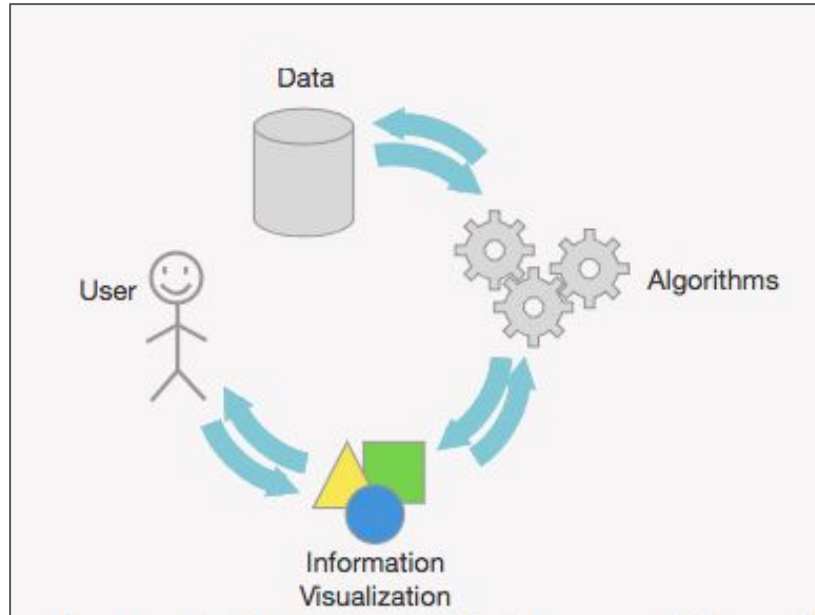 Data
User
Algorithms
Information
Visualization